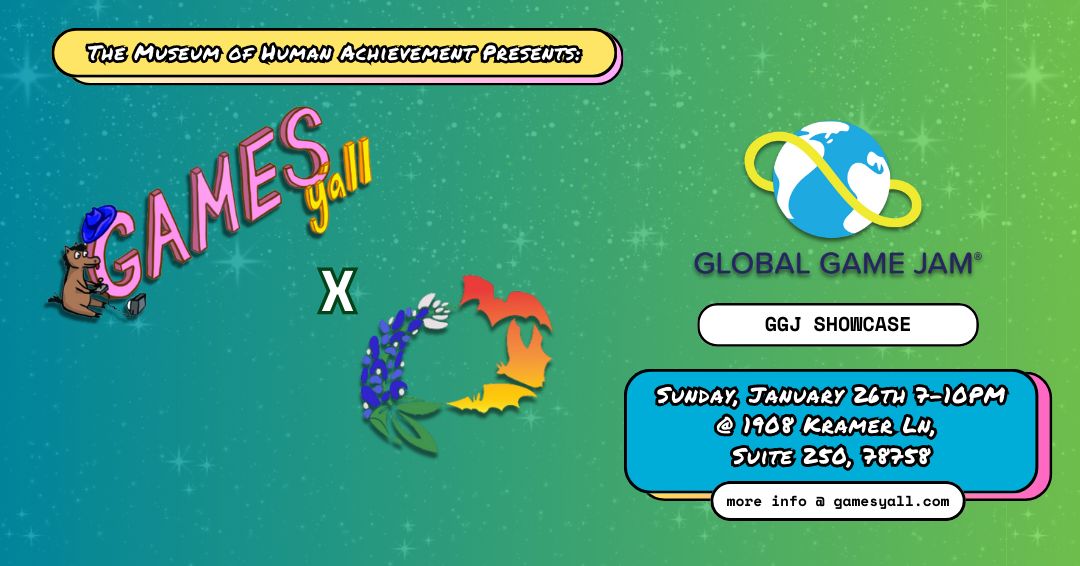 The Museum of Human Achievement Presents:
GAMES
yall
X
GLOBAL GAME JAM®
GGJ SHOWCASE
Sunday, January 26th 7-10PM
@ 1908 Kramer Ln,
Suite 250, 78758
more info @ gamesyall.com